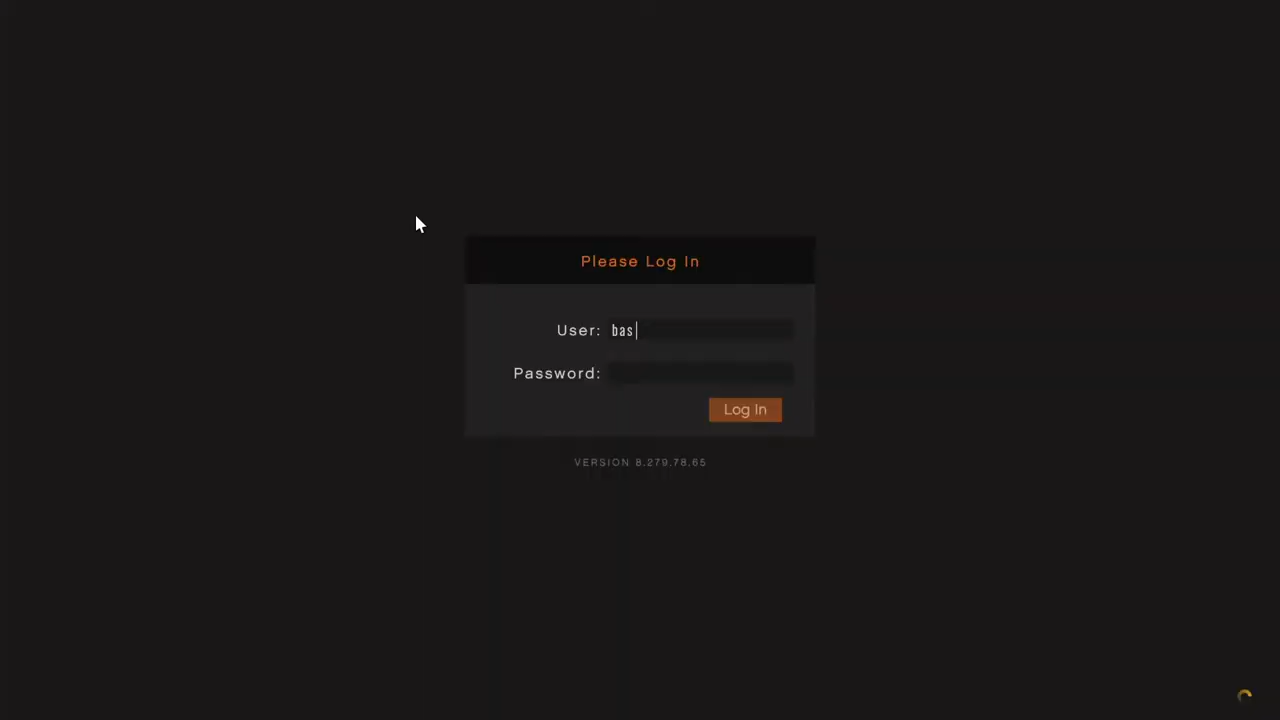 Please Log In
User: bas
Password:
Log In
VERSION 8.279.78.65